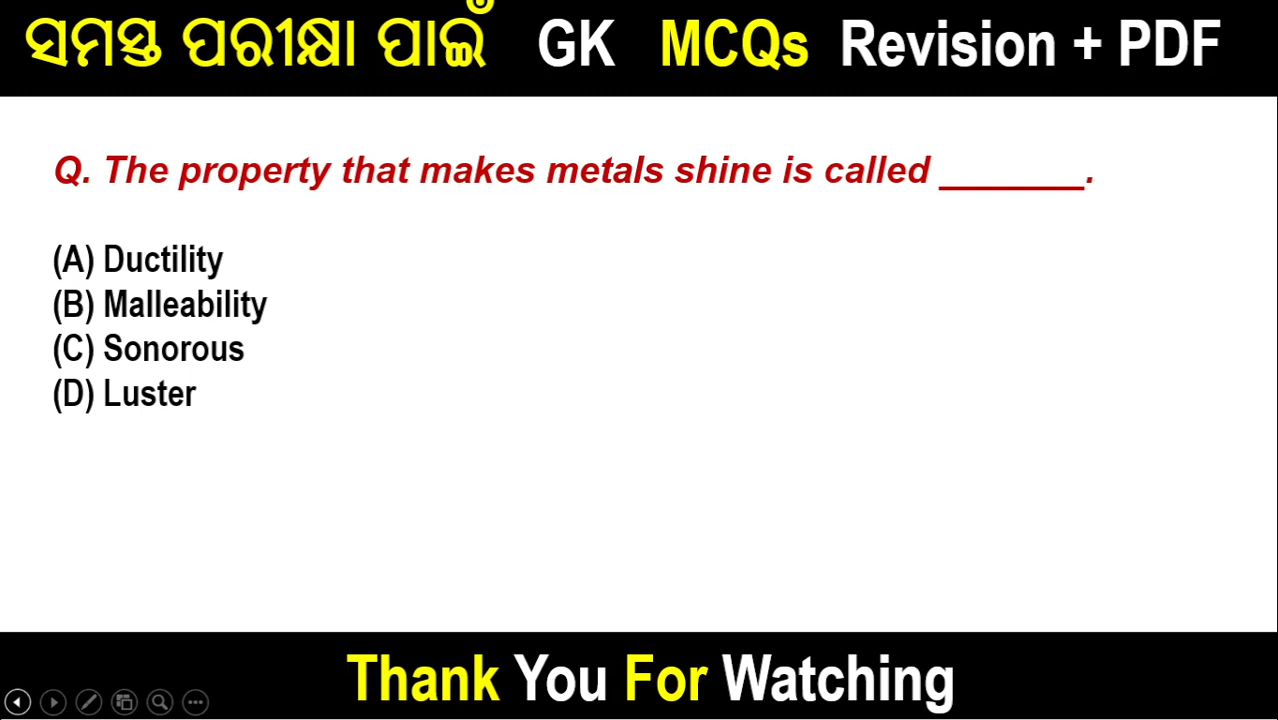 ସମସ୍ତ ପରୀକ୍ଷା ପାଇଁ GK MCQs Revision + PDF
Q. The property that makes metals shine is called _______.
(A) Ductility
(B) Malleability
(C) Sonorous
(D) Luster
Thank You For Watching